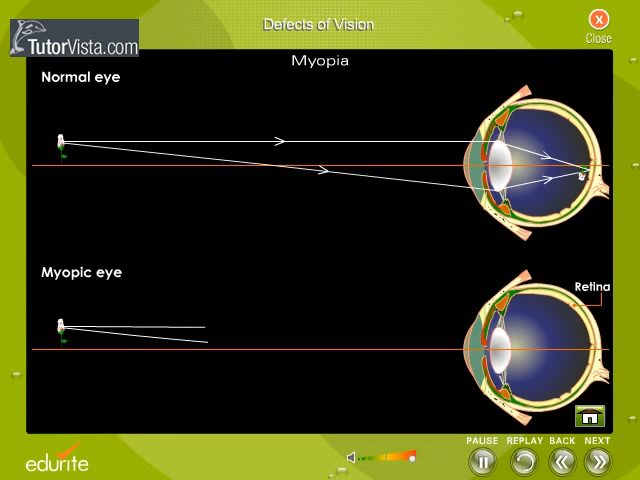 Defects of Vision
X
Close
TutorVista.com
Myopia
Normal eye
Myopic eye
Retina
PAUSE REPLAY BACK NEXT
edurite